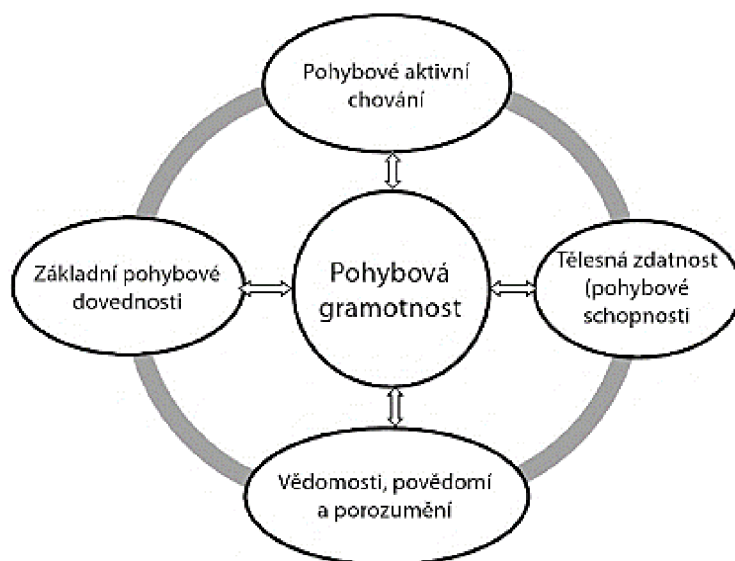 Pohybové aktivní
chování
Základní pohybové
dovednosti
Pohybová
gramotnost
Tělesná zdatnost
(pohybové
schopnosti
Vědomosti, povědomí
a porozumění